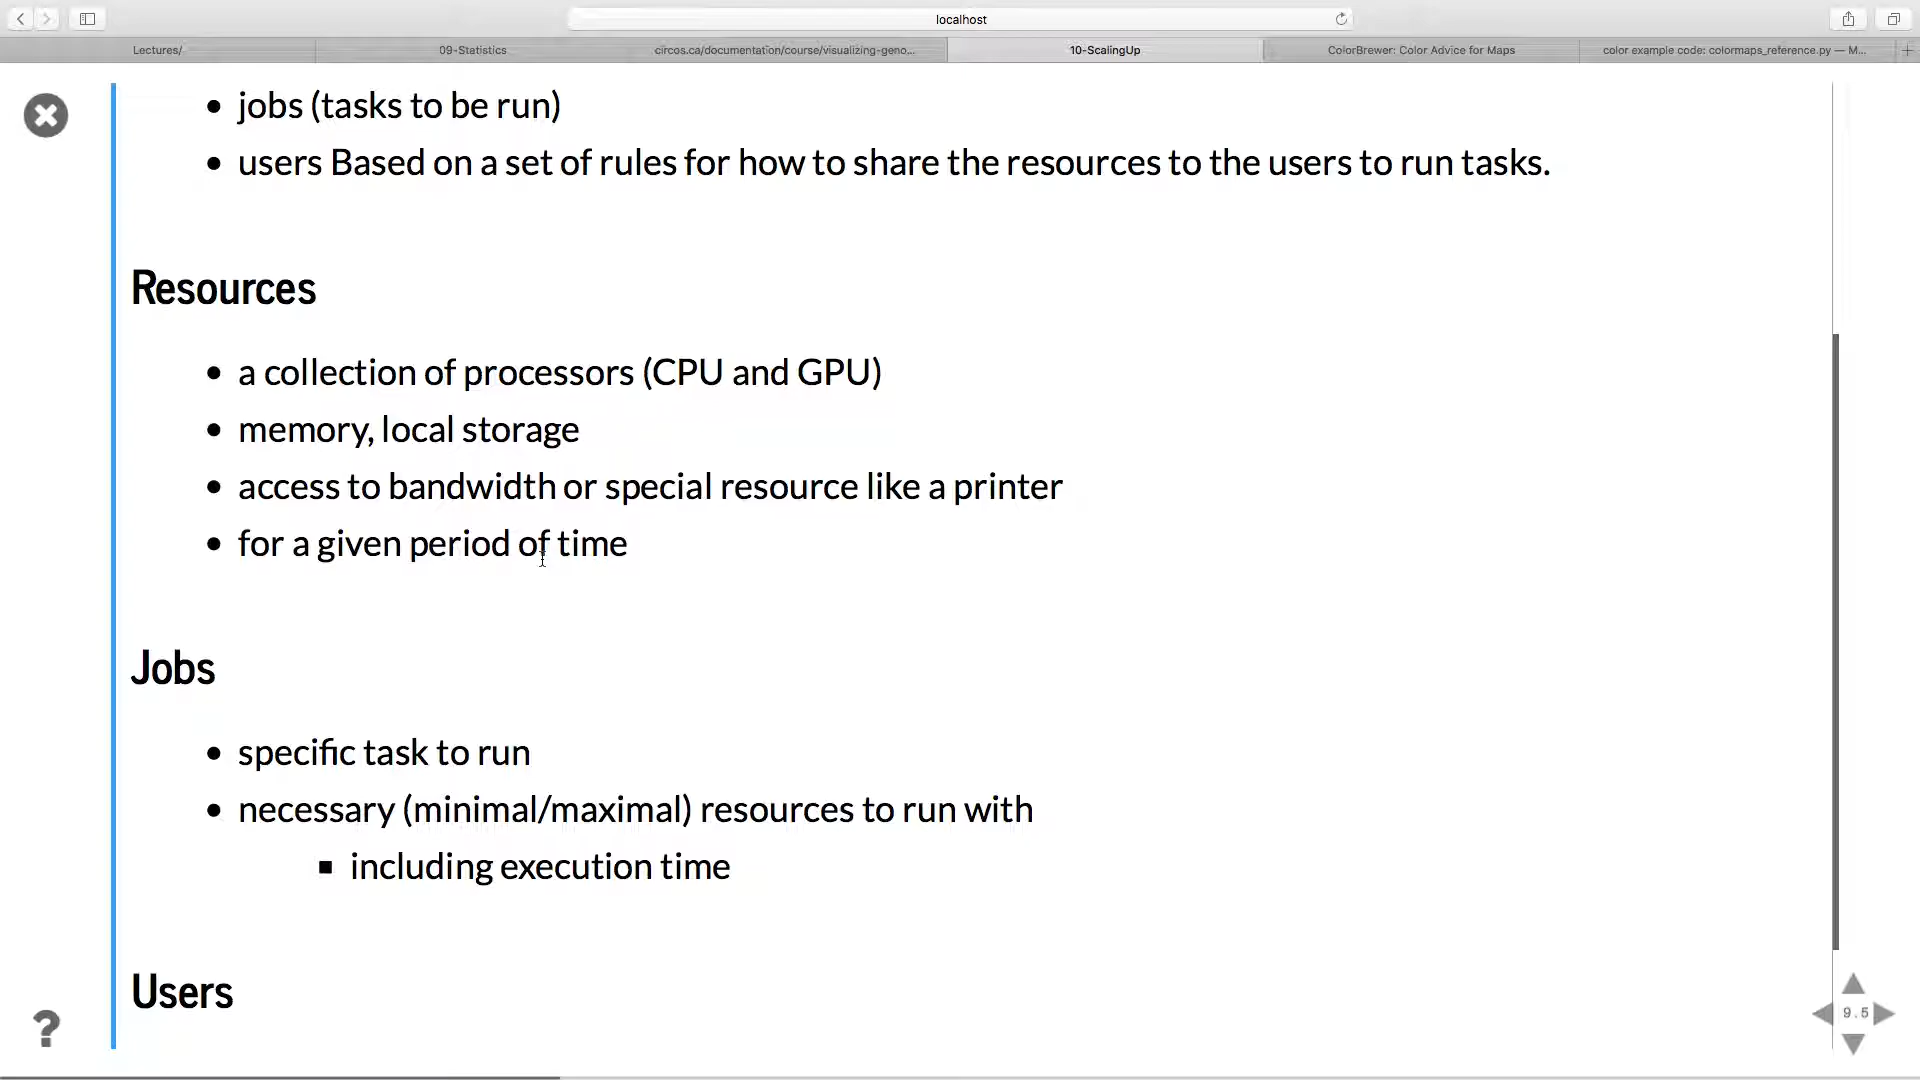 localhost
Lectures/
09-Statistics
circos.ca/documentation/course/visualizing-geno...
10-ScalingUp
ColorBrewer: Color Advice for Maps
color example code: colormaps_reference.py — M...
• jobs (tasks to be run)
• users Based on a set of rules for how to share the resources to the users to run tasks.
Resources
• a collection of processors (CPU and GPU)
• memory, local storage
• access to bandwidth or special resource like a printer
• for a given period of time
Jobs
• specific task to run
• necessary (minimal/maximal) resources to run with
▪ including execution time
Users
?
9.5